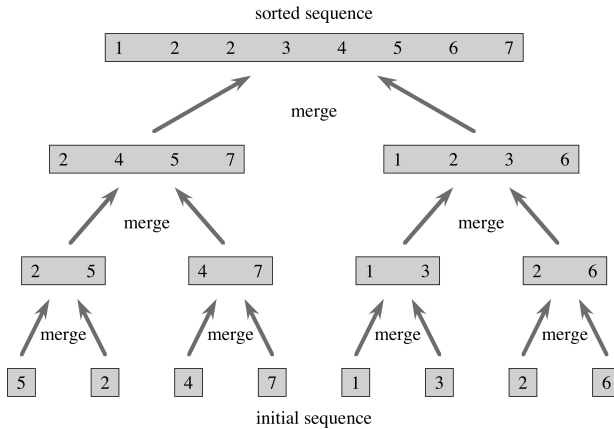 sorted sequence
1 2 2 3 4 5 6 7
merge
2 4 5 7 1 2 3 6
merge merge
2 5 4 7 1 3 2 6
merge merge merge merge
5 2 4 7 1 3 2 6
initial sequence